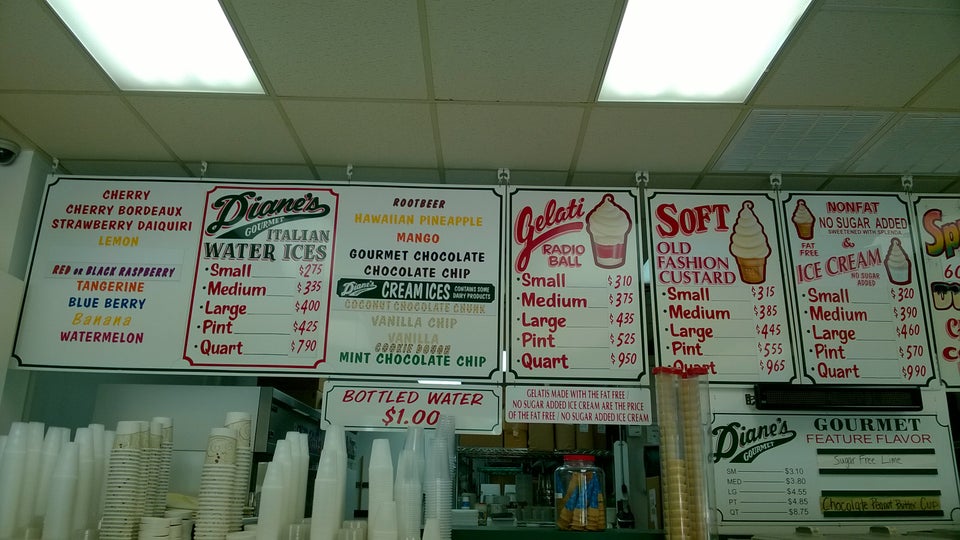 CHERRY
CHERRY BORDEAUX
STRAWBERRY DAIQUIRI
LEMON
RED or BLACK RASPBERRY
TANGERINE
BLUE BERRY
Banana
WATERMELON
Diane's
GOURMET
ITALIAN
WATER ICES
• Small $2.75
• Medium $3.35
• Large $4.00
• Pint $4.25
• Quart $7.90
ROOTBEER
HAWAIIAN PINEAPPLE
MANGO
GOURMET CHOCOLATE
CHOCOLATE CHIP
Diane's CREAM ICES CONTAINS SOME DAIRY PRODUCTS
COCONUT CHOCOLATE CHUNK
VANILLA CHIP
VANILLA
COOKIE DOUGH
MINT CHOCOLATE CHIP
Gelati
RADIO
BALL
Small $3.10
Medium $3.75
Large $4.35
Pint $5.25
Quart $9.50
SOFT
OLD
FASHION
CUSTARD
Small $3.15
Medium $3.85
Large $4.45
Pint $5.55
Quart $9.65
NONFAT
NO SUGAR ADDED
SWEETENED WITH SPLENDA
FAT
FREE
&
ICE CREAM
NO SUGAR
ADDED
Small $3.20
Medium $3.90
Large $4.60
Pint $5.70
Quart $9.90
BOTTLED WATER
$1.00
GELATIS MADE WITH THE FAT FREE /
NO SUGAR ADDED ICE CREAM ARE THE PRICE
OF THE FAT FREE / NO SUGAR ADDED ICE CREAM
Diane's
GOURMET
GOURMET
FEATURE FLAVOR
SM $3.10
MED $3.80
LG $4.55
PT $4.85
QT $8.75
Sugar Free Lime
Chocolate Peanut Butter Cup